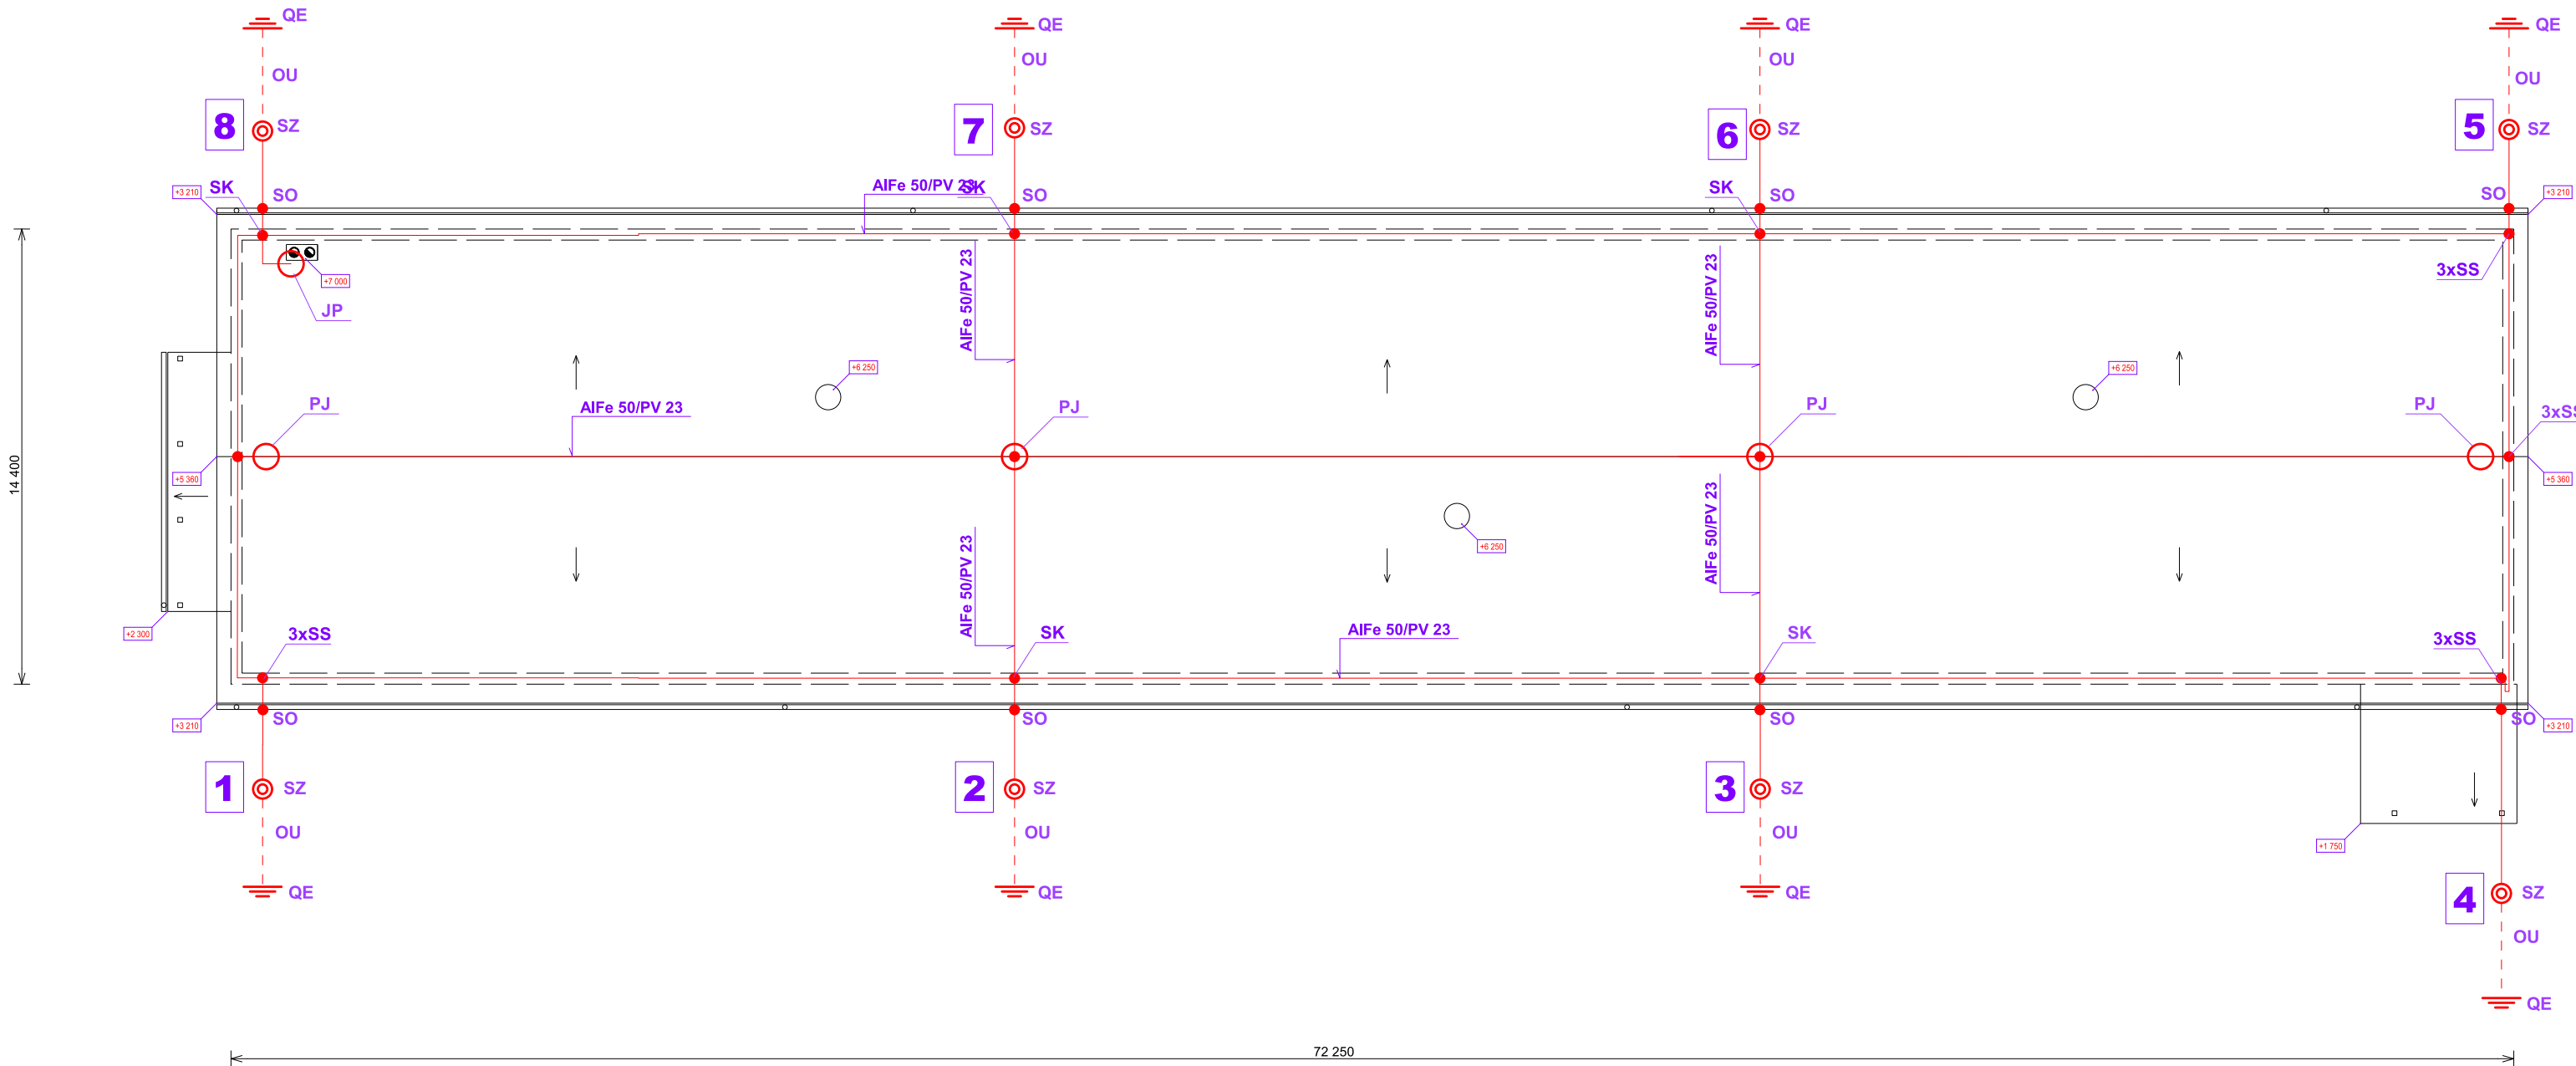 QE
QE
QE
QE
OU
OU
OU
OU
8
SZ
7
SZ
6
SZ
5
SZ
+3 210
SK
SO
AlFe 50/PV 23
SK
SO
SK
SO
SO
+3 210
+7 000
JP
AlFe 50/PV 23
AlFe 50/PV 23
3xSS
14 400
PJ
AlFe 50/PV 23
+6 250
PJ
PJ
+6 250
PJ
3xSS
+5 360
+5 360
AlFe 50/PV 23
+6 250
AlFe 50/PV 23
+2 300
3xSS
SK
AlFe 50/PV 23
SK
3xSS
+3 210
SO
SO
SO
SO
+3 210
1
SZ
2
SZ
3
SZ
OU
OU
OU
+1 750
QE
QE
QE
4
SZ
OU
QE
72 250